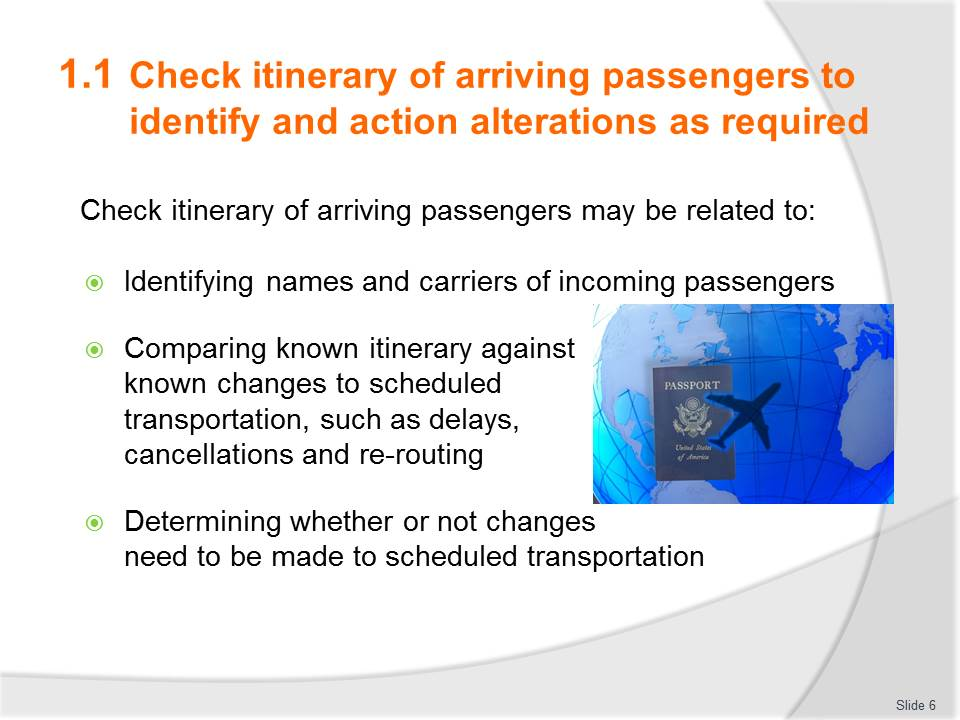 1.1 Check itinerary of arriving passengers to
identify and action alterations as required
Check itinerary of arriving passengers may be related to:
Identifying names and carriers of incoming passengers
Comparing known itinerary against
known changes to scheduled
transportation, such as delays,
cancellations and re-routing
PASSPORT
United States
of America
Determining whether or not changes
need to be made to scheduled transportation
Slide 6